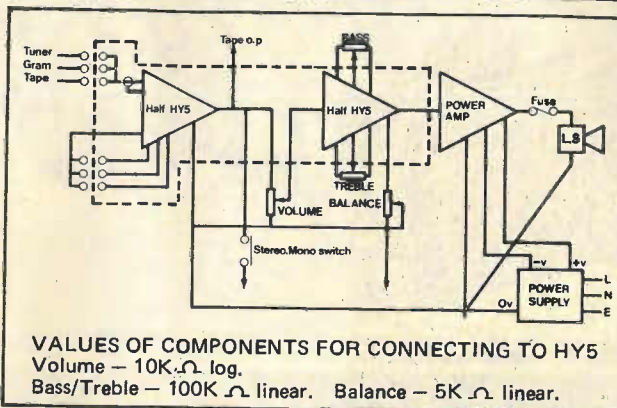 Tape o.p
BASS
Tuner
Gram
Tape
Half HY5
Half HY5
POWER
AMP
Fuse
L.S
TREBLE
VOLUME
BALANCE
Stereo.Mono switch
-v
+v
Ov
POWER
SUPPLY
L
N
E
VALUES OF COMPONENTS FOR CONNECTING TO HY5
Volume — 10K Ω log.
Bass/Treble — 100K Ω linear. Balance — 5K Ω linear.